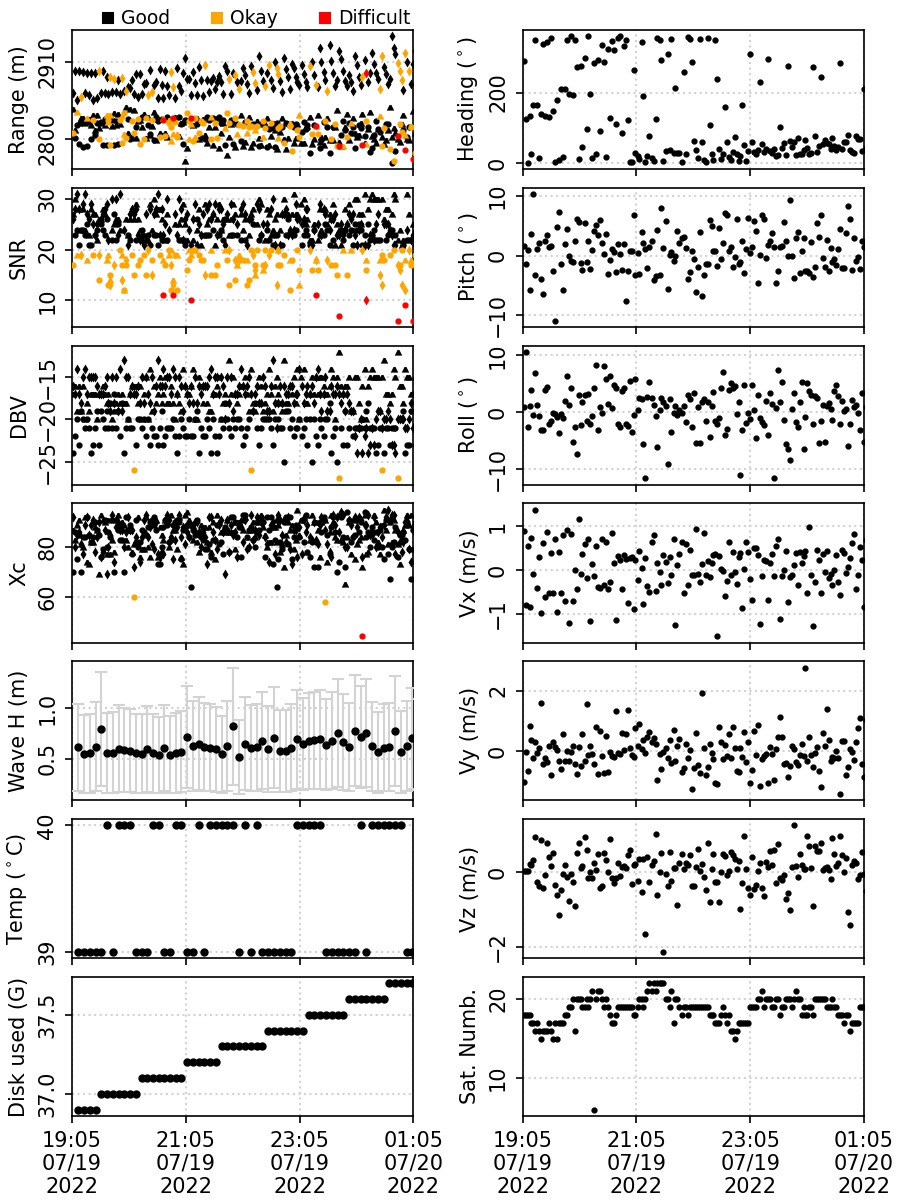 Good Okay Difficult
Range (m)
2910
2800
Heading (°)
200
0
SNR
30
20
10
Pitch (°)
10
0
−10
DBV
−15
−20
−25
Roll (°)
10
0
−10
Xc
80
60
Vx (m/s)
1
0
−1
Wave H (m)
1.0
0.5
Vy (m/s)
2
0
Temp (°C)
40
39
Vz (m/s)
0
−2
Disk used (G)
37.5
37.0
Sat. Numb.
20
10
19:05 21:05 23:05 01:05
07/19 07/19 07/19 07/20
2022 2022 2022 2022
19:05 21:05 23:05 01:05
07/19 07/19 07/19 07/20
2022 2022 2022 2022